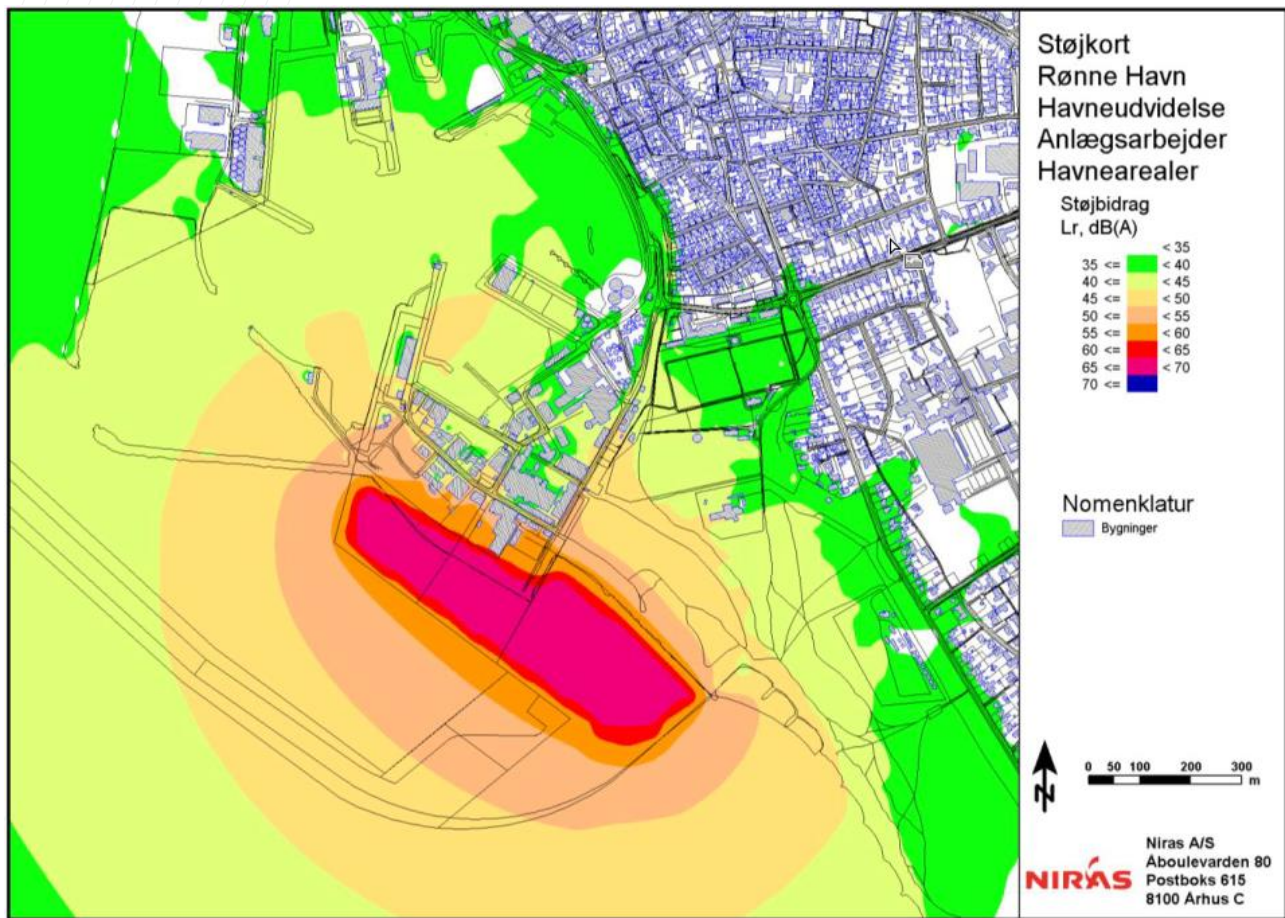 Støjkort
Rønne Havn
Havneudvidelse
Anlægsarbejder
Havnearealer
Støjbidrag
Lr, dB(A)
< 35
35 <= < 40
40 <= < 45
45 <= < 50
50 <= < 55
55 <= < 60
60 <= < 65
65 <= < 70
70 <=
Nomenklatur
Bygninger
N
0 50 100 200 300
m
NIRAS
Niras A/S
Åboulevarden 80
Postboks 615
8100 Århus C